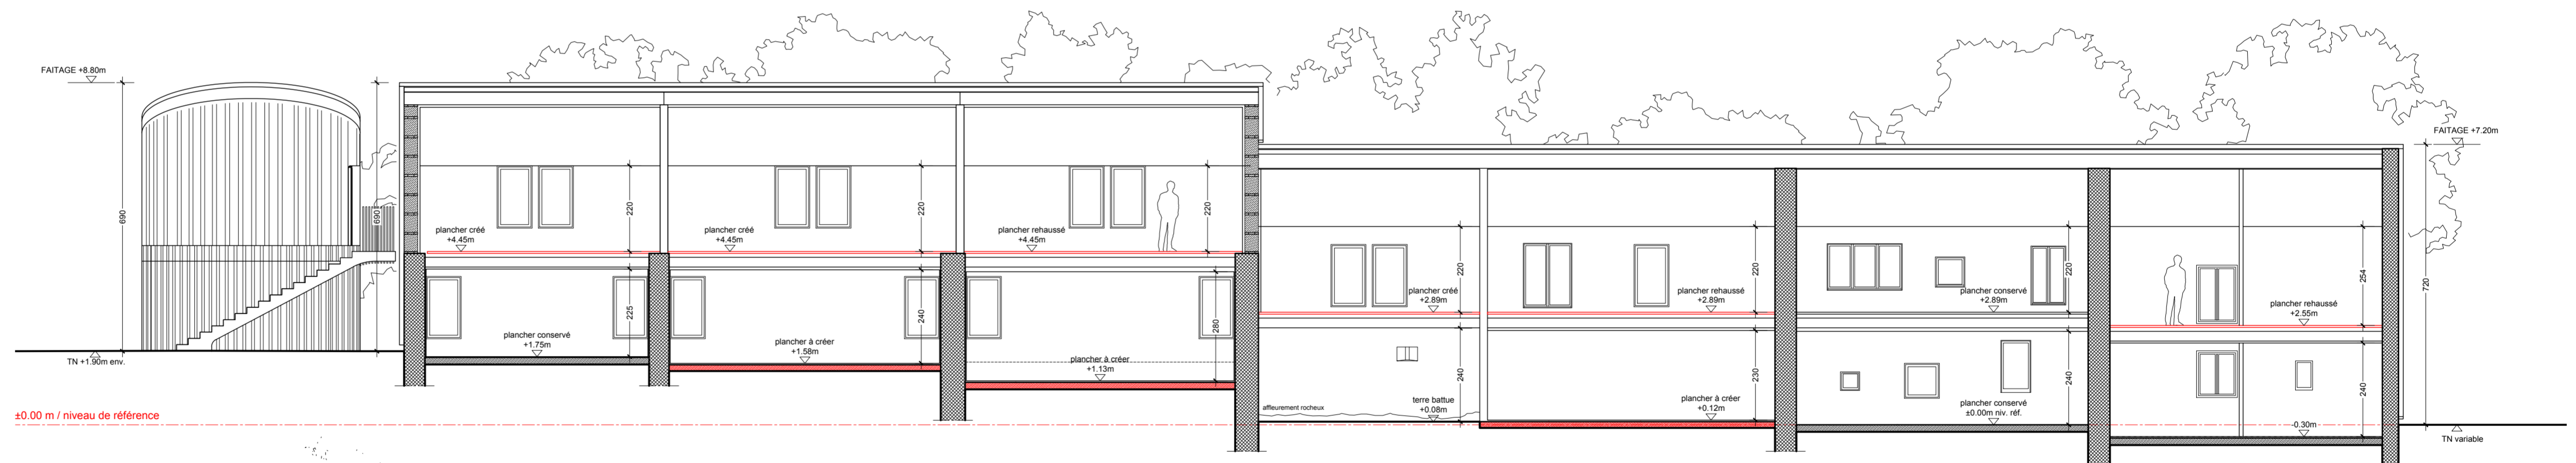 FAITAGE +8.80m
FAITAGE +7.20m
690
690
220
220
220
plancher créé
+4.45m
plancher créé
+4.45m
plancher rehaussé
+4.45m
220
220
220
254
720
plancher créé
+2.89m
plancher rehaussé
+2.89m
plancher conservé
+2.89m
plancher rehaussé
+2.55m
225
240
280
plancher conservé
+1.75m
plancher à créer
+1.58m
plancher à créer
+1.13m
TN +1.90m env.
240
230
240
240
affleurement rocheux
terre battue
+0.08m
plancher à créer
+0.12m
plancher conservé
±0.00m niv. réf.
-0.30m
±0.00 m / niveau de référence
TN variable